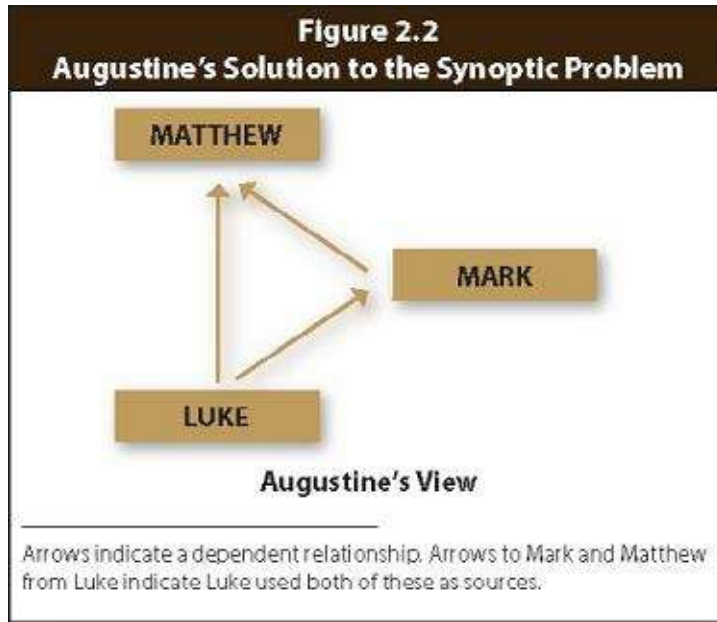 Figure 2.2
Augustine's Solution to the Synoptic Problem
MATTHEW
MARK
LUKE
Augustine's View
Arrows indicate a dependent relationship. Arrows to Mark and Matthew
from Luke indicate Luke used both of these as sources.